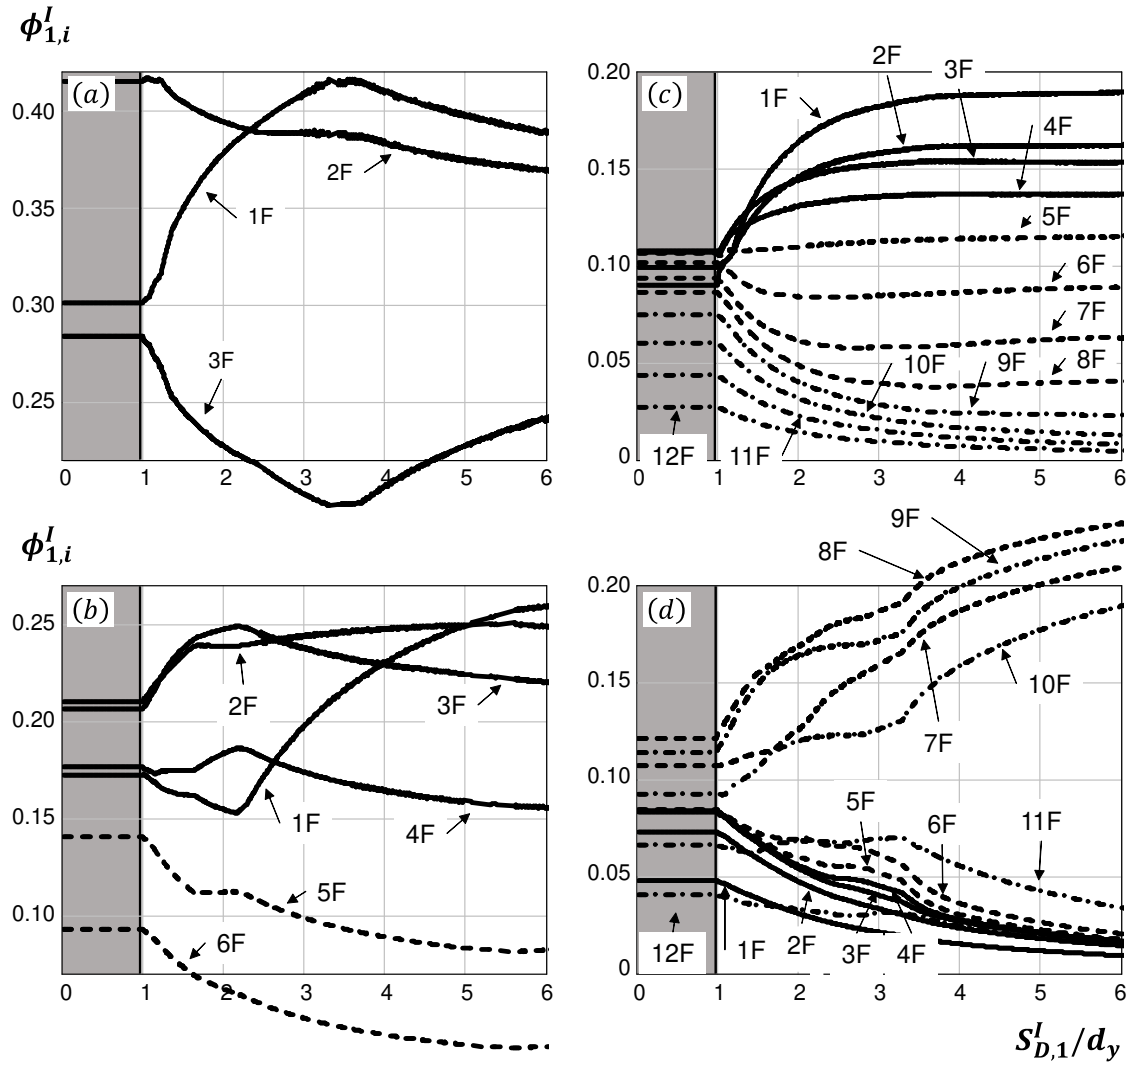 ϕ^I_{1,i}
(a)
0.40
0.35
0.30
0.25
1F
2F
3F
0 1 2 3 4 5 6
(c)
0.20
0.15
0.10
0.05
0
1F
2F
3F
4F
5F
6F
7F
8F
9F
10F
11F
12F
0 1 2 3 4 5 6
ϕ^I_{1,i}
(b)
0.25
0.20
0.15
0.10
2F
3F
1F
4F
5F
6F
0 1 2 3 4 5 6
(d)
0.20
0.15
0.10
0.05
0
9F
8F
10F
7F
5F
6F
11F
12F
1F
2F
3F
4F
0 1 2 3 4 5 6
S^I_{D,1}/d_y